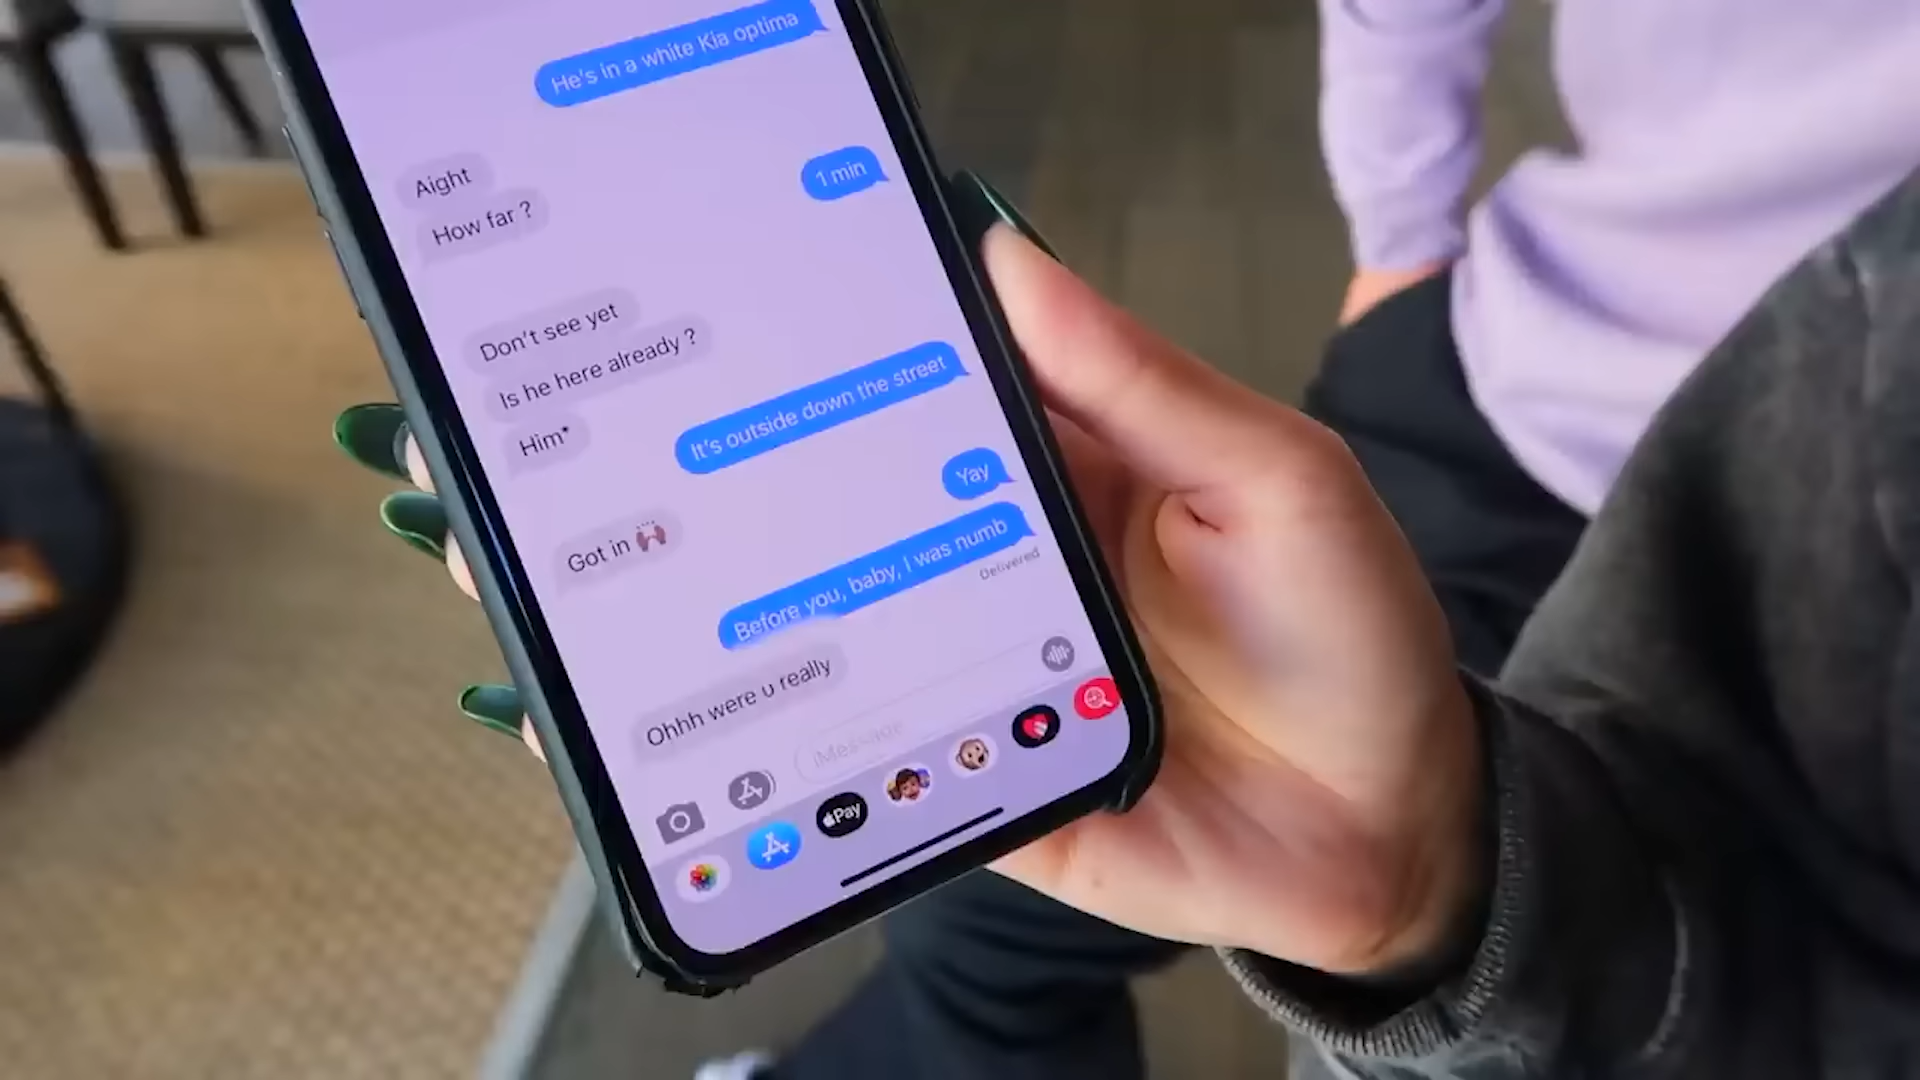 He's in a white Kia optima
Aight
1 min
How far ?
Don't see yet
Is he here already ?
Him*
It's outside down the street
Yay
Got in
Before you, baby, I was numb
Delivered
Ohhh were u really
iMessage
Pay